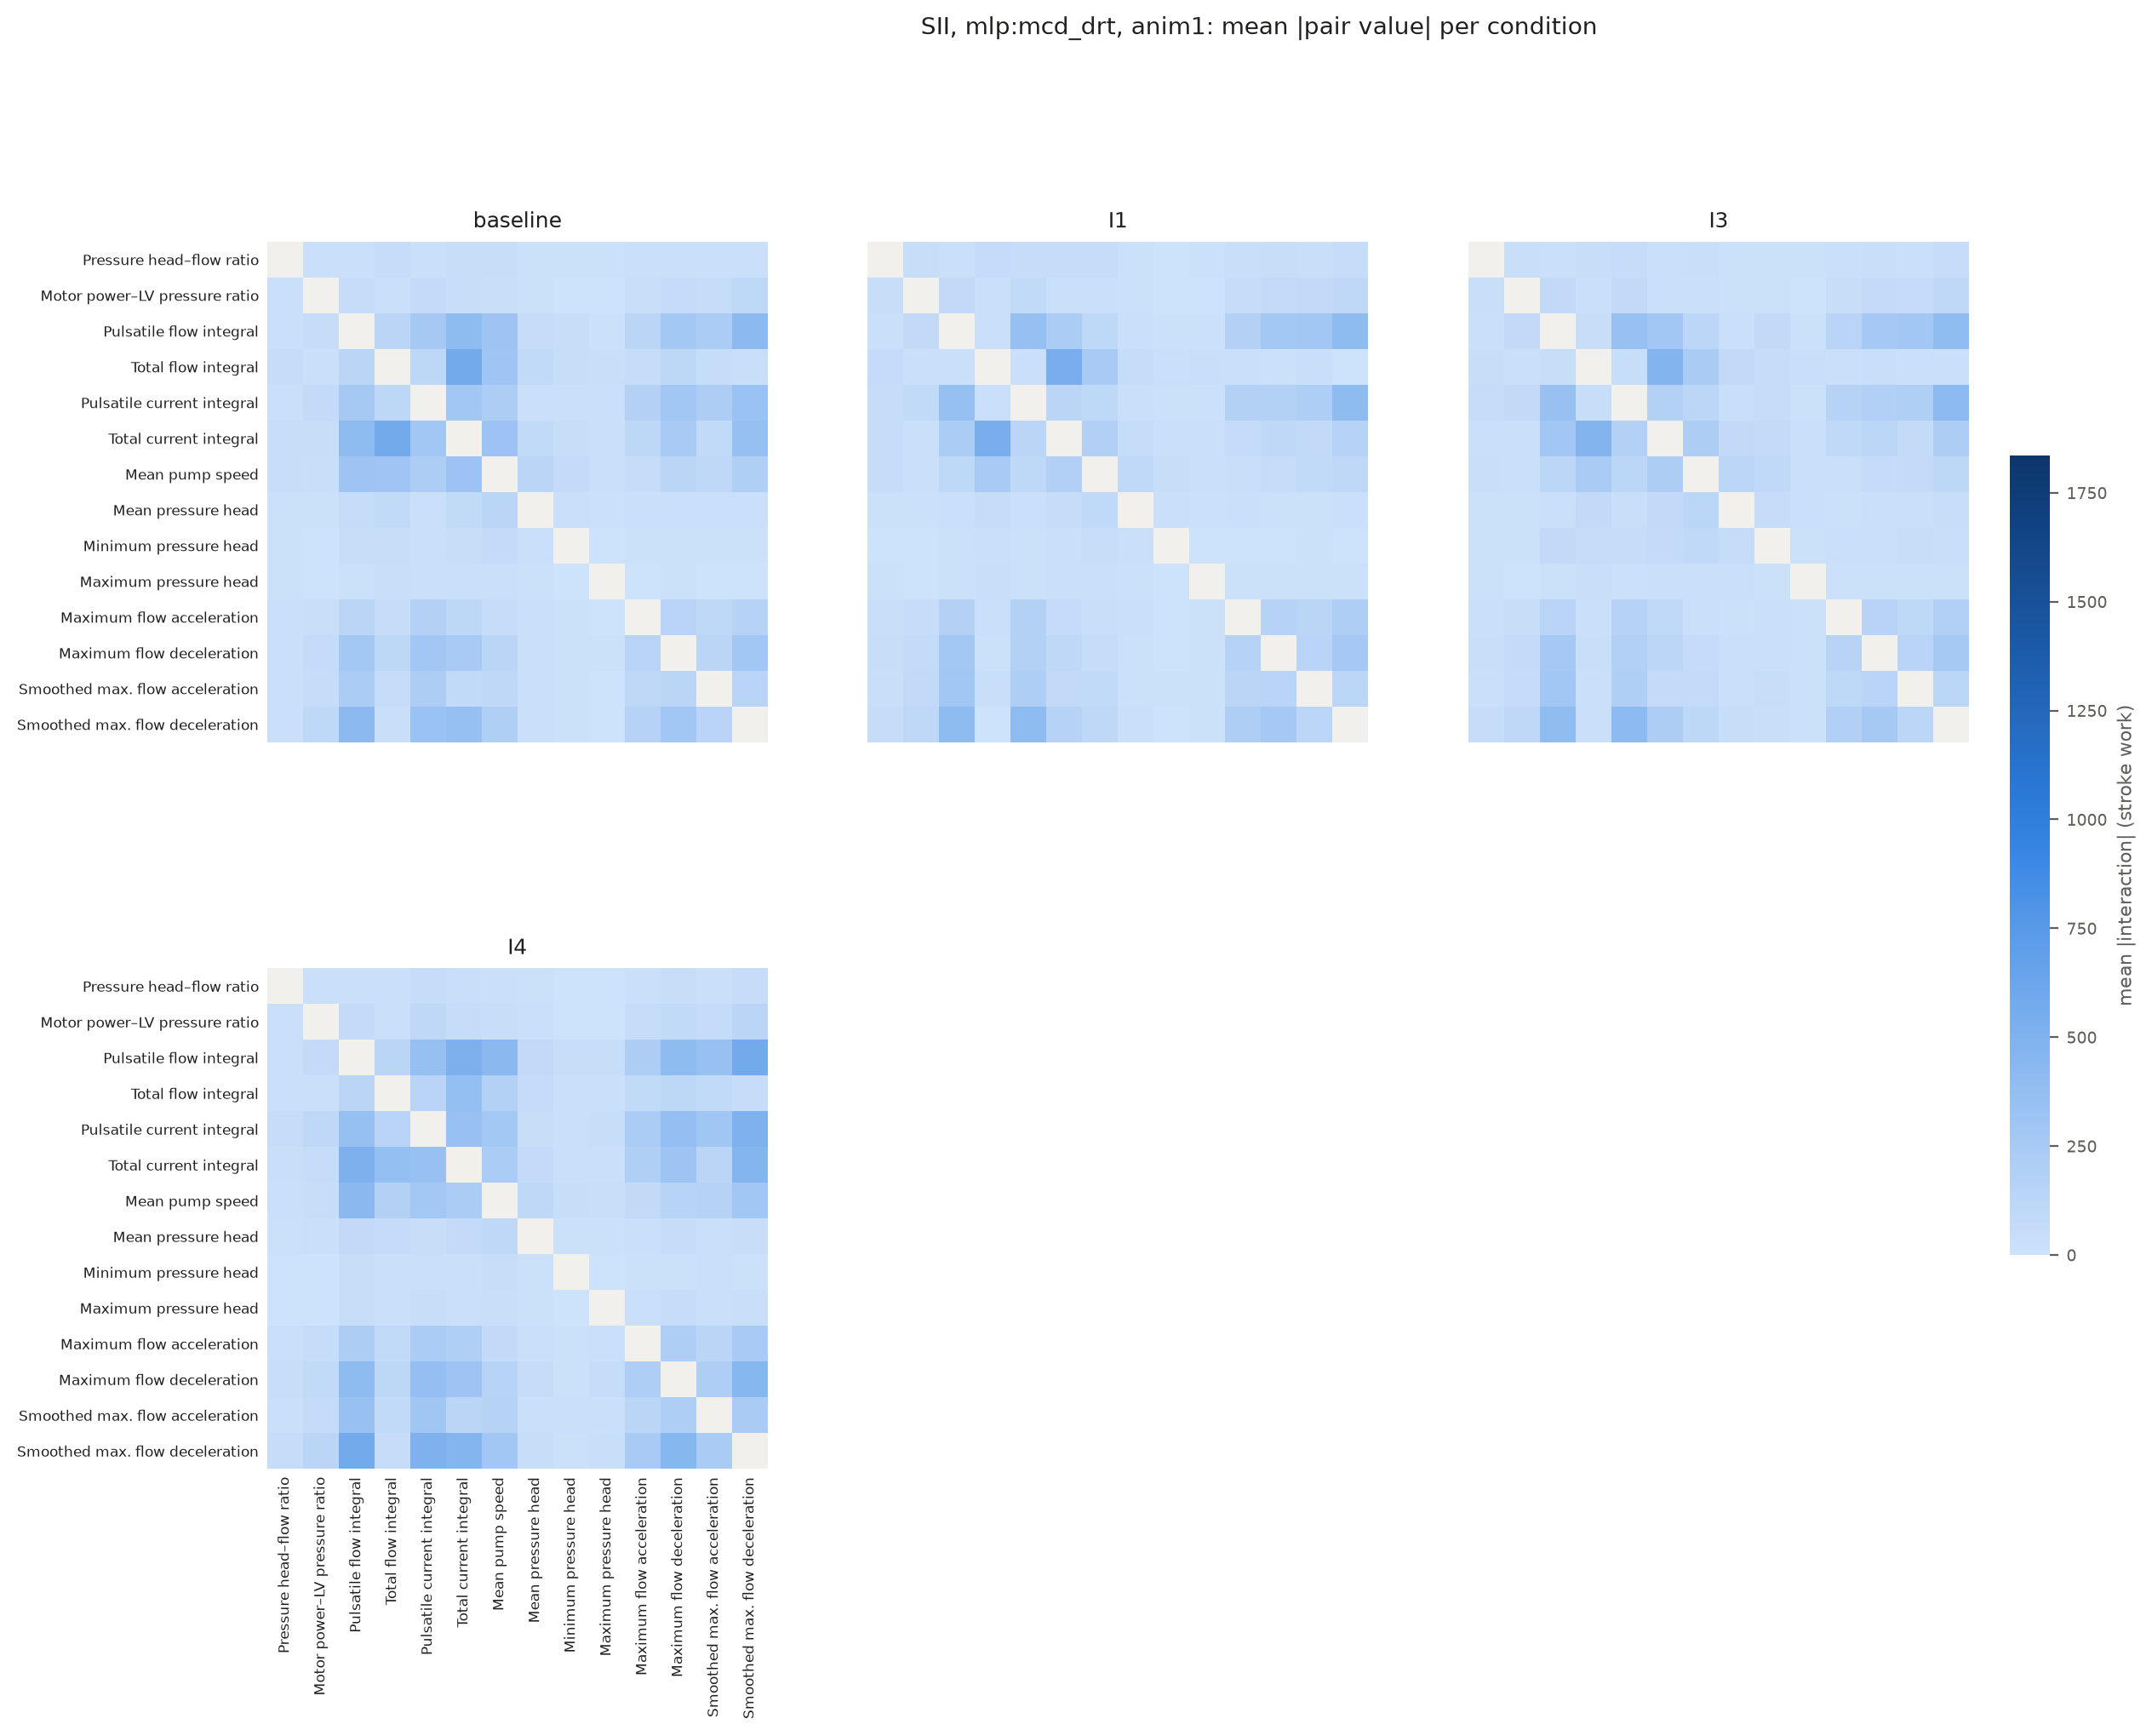 SII, mlp:mcd_drt, anim1: mean |pair value| per condition
baseline
I1
I3
Pressure head–flow ratio
Motor power–LV pressure ratio
Pulsatile flow integral
Total flow integral
Pulsatile current integral
Total current integral
Mean pump speed
Mean pressure head
Minimum pressure head
Maximum pressure head
Maximum flow acceleration
Maximum flow deceleration
Smoothed max. flow acceleration
Smoothed max. flow deceleration
1750
1500
1250
1000
750
500
250
0
mean |interaction| (stroke work)
I4
Pressure head–flow ratio
Motor power–LV pressure ratio
Pulsatile flow integral
Total flow integral
Pulsatile current integral
Total current integral
Mean pump speed
Mean pressure head
Minimum pressure head
Maximum pressure head
Maximum flow acceleration
Maximum flow deceleration
Smoothed max. flow acceleration
Smoothed max. flow deceleration
Pressure head–flow ratio
Motor power–LV pressure ratio
Pulsatile flow integral
Total flow integral
Pulsatile current integral
Total current integral
Mean pump speed
Mean pressure head
Minimum pressure head
Maximum pressure head
Maximum flow acceleration
Maximum flow deceleration
Smoothed max. flow acceleration
Smoothed max. flow deceleration